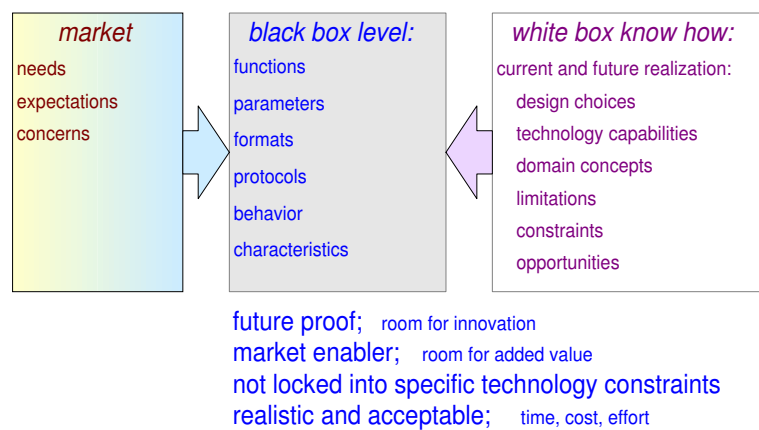 market
needs
expectations
concerns
black box level:
functions
parameters
formats
protocols
behavior
characteristics
white box know how:
current and future realization:
design choices
technology capabilities
domain concepts
limitations
constraints
opportunities
future proof; room for innovation
market enabler; room for added value
not locked into specific technology constraints
realistic and acceptable; time, cost, effort